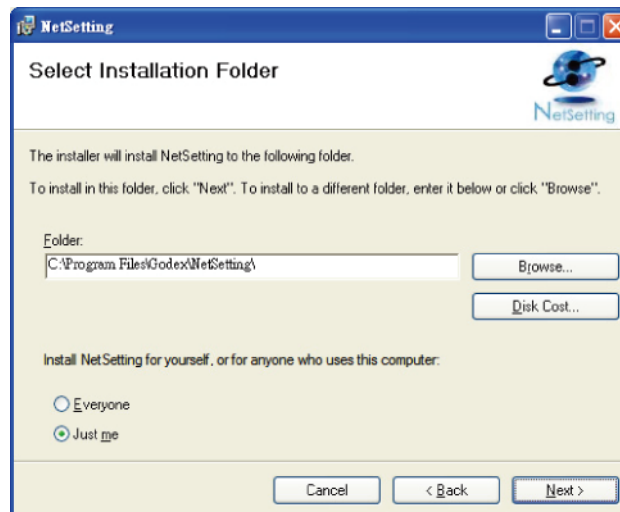 NetSetting
Select Installation Folder
NetSetting
The installer will install NetSetting to the following folder.
To install in this folder, click "Next". To install to a different folder, enter it below or click "Browse".
Folder:
C:\Program Files\Godex\NetSetting\
Browse...
Disk Cost...
Install NetSetting for yourself, or for anyone who uses this computer:
Everyone
Just me
Cancel
< Back
Next >